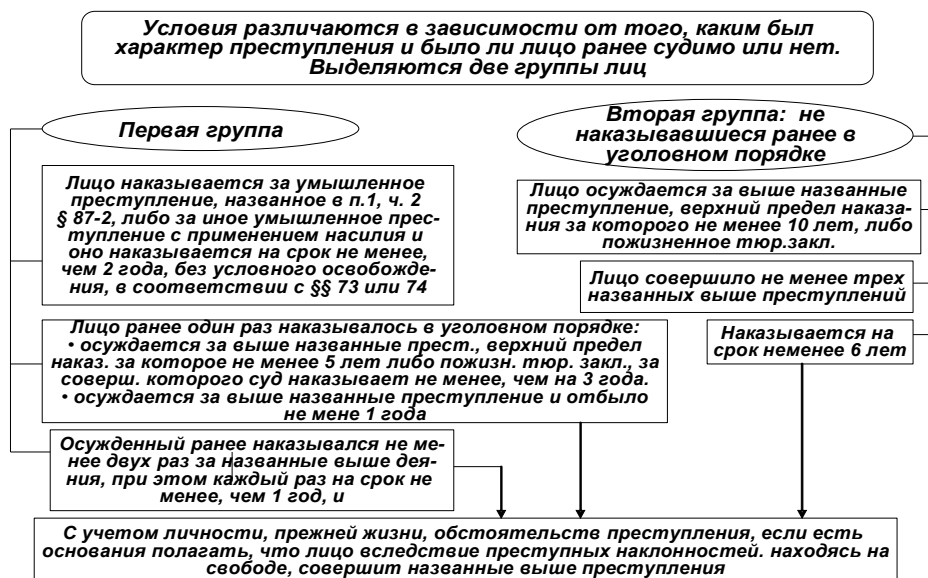 Условия различаются в зависимости от того, каким был
характер преступления и было ли лицо ранее судимо или нет.
Выделяются две группы лиц
Первая группа
Лицо наказывается за умышленное
преступление, названное в п.1, ч. 2
§ 87-2, либо за иное умышленное прес-
тупление с применением насилия и
оно наказывается на срок не менее,
чем 2 года, без условного освобожде-
ния, в соответствии с §§ 73 или 74
Лицо ранее один раз наказывалось в уголовном порядке:
• осуждается за выше названные прест., верхний предел
наказ. за которое не менее 5 лет либо пожизн. тюр. закл., за
соверш. которого суд наказывает не менее, чем на 3 года.
• осуждается за выше названные преступление и отбыло
не мене 1 года
Осужденный ранее наказывался не ме-
нее двух раз за названные выше дея-
ния, при этом каждый раз на срок не
менее, чем 1 год, и
Вторая группа: не
наказывавшиеся ранее в
уголовном порядке
Лицо осуждается за выше названные
преступление, верхний предел наказа-
ния за которого не менее 10 лет, либо
пожизненное тюр.закл.
Лицо совершило не менее трех
названных выше преступлений
Наказывается на
срок неменее 6 лет
С учетом личности, прежней жизни, обстоятельств преступления, если есть
основания полагать, что лицо вследствие преступных наклонностей. находясь на
свободе, совершит названные выше преступления